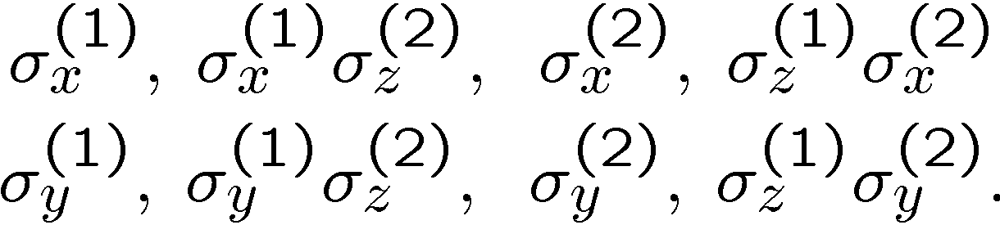 σ_x^(1), σ_x^(1) σ_z^(2), σ_x^(2), σ_z^(1) σ_x^(2)
σ_y^(1), σ_y^(1) σ_z^(2), σ_y^(2), σ_z^(1) σ_y^(2).